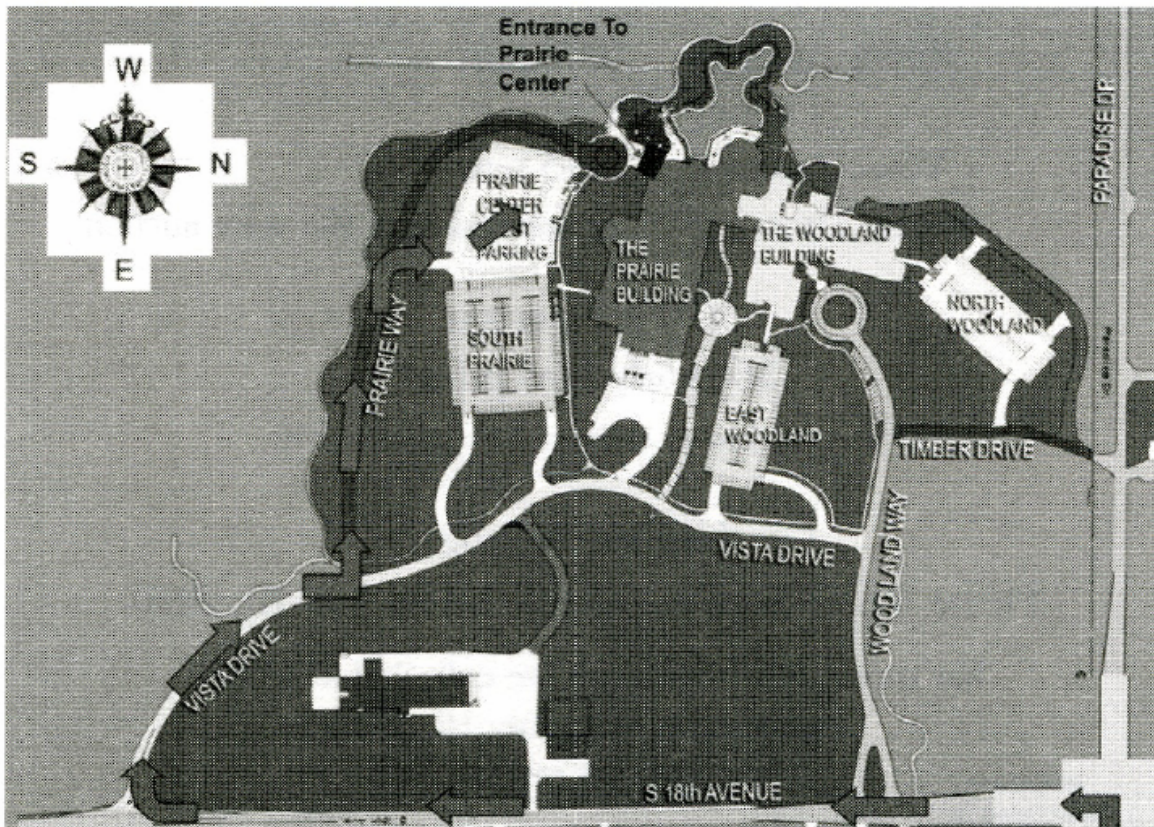 Entrance To
Prairie
Center
W
S
N
E
PARADISE DR
PRAIRIE
CENTER
PARKING
THE
PRAIRIE
BUILDING
THE WOODLAND
BUILDING
NORTH
WOODLAND
SOUTH
PRAIRIE
PRAIRIE WAY
EAST
WOODLAND
TIMBER DRIVE
VISTA DRIVE
WOODLAND WAY
VISTA DRIVE
S 18th AVENUE